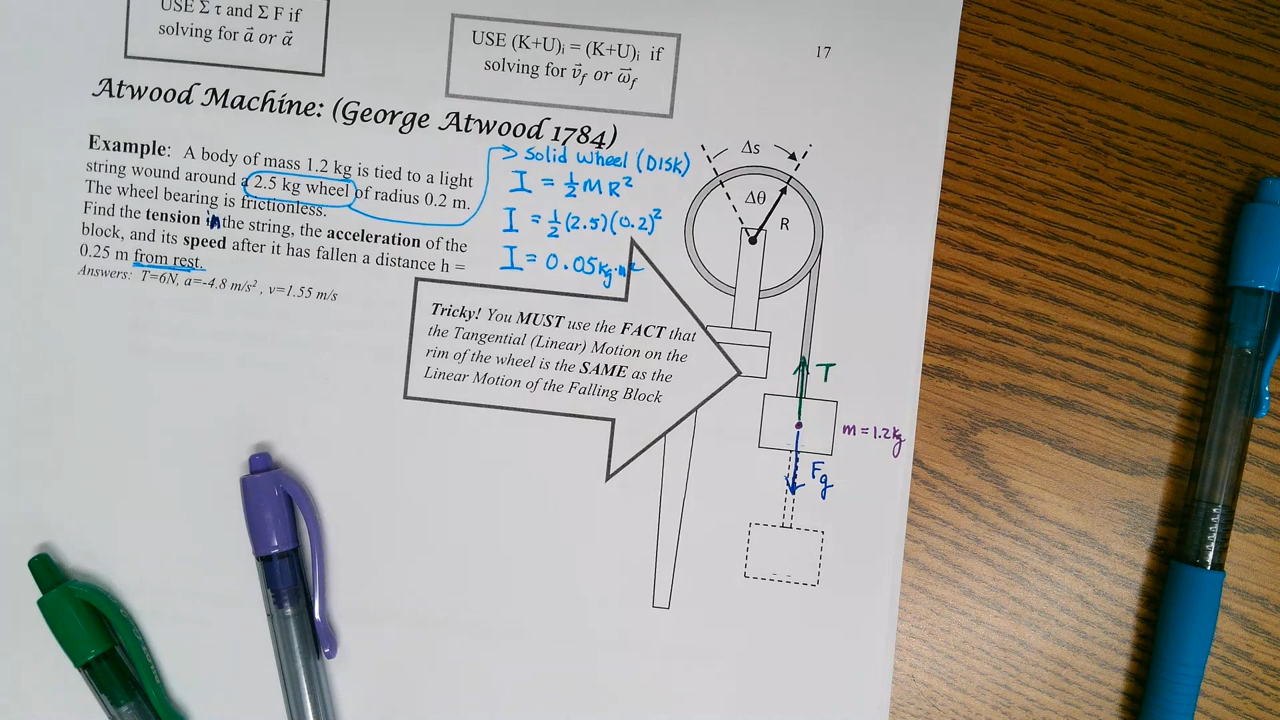 USE Σ τ and Σ F if
solving for a⃗ or α⃗
USE (K+U)ᵢ = (K+U)ᵢ if
solving for v⃗f or ω⃗f
17
Atwood Machine: (George Atwood 1784)
Example: A body of mass 1.2 kg is tied to a light
string wound around a 2.5 kg wheel of radius 0.2 m.
The wheel bearing is frictionless.
Find the tension in the string, the acceleration of the
block, and its speed after it has fallen a distance h =
0.25 m from rest.
Answers: T=6N, a=-4.8 m/s², v=1.55 m/s
Solid Wheel (DISK)
I = ½MR²
I = ½(2.5)(0.2)²
I = 0.05 kg·m²
Tricky! You MUST use the FACT that
the Tangential (Linear) Motion on the
rim of the wheel is the SAME as the
Linear Motion of the Falling Block
Δs
Δθ
R
T
m = 1.2kg
Fg